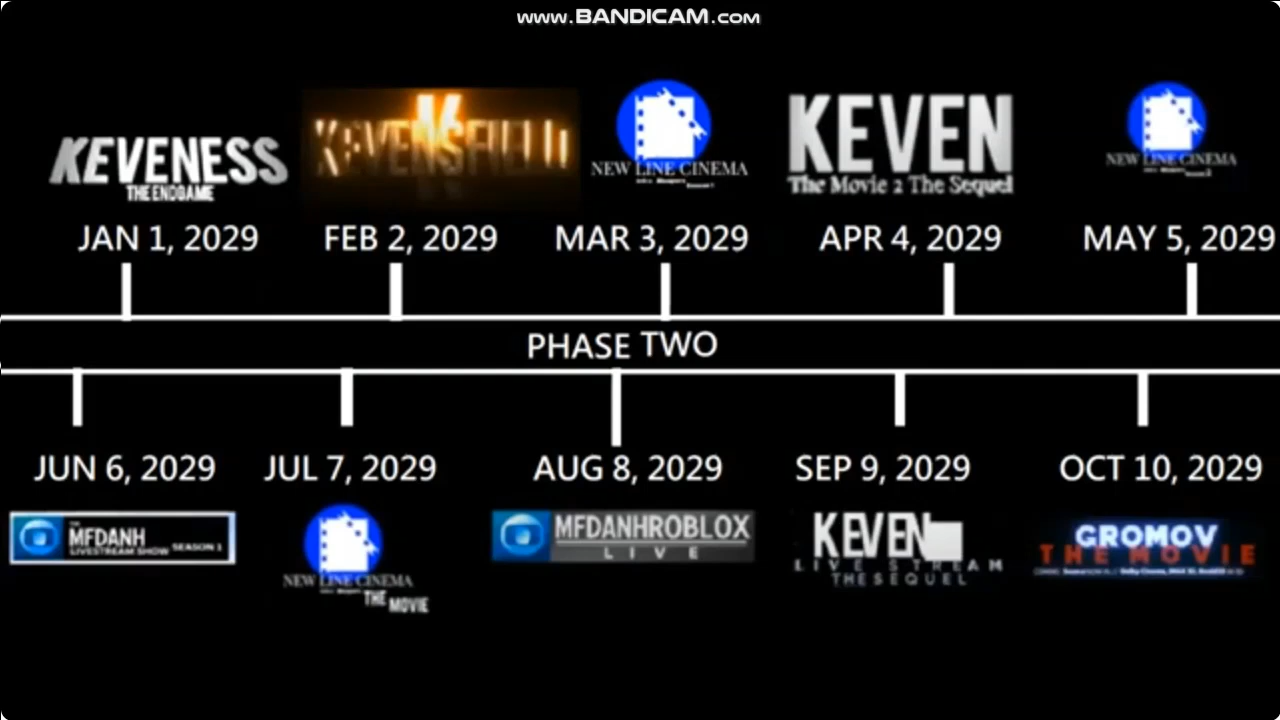 www.BANDICAM.com
KEVENESS
THE ENDGAME
KEVENSFIELD
NEW LINE CINEMA
KEVEN
The Movie 2 The Sequel
NEW LINE CINEMA
JAN 1, 2029
FEB 2, 2029
MAR 3, 2029
APR 4, 2029
MAY 5, 2029
PHASE TWO
JUN 6, 2029
JUL 7, 2029
AUG 8, 2029
SEP 9, 2029
OCT 10, 2029
THE
MFDANH
LIVESTREAM SHOW SEASON 1
NEW LINE CINEMA
THE MOVIE
MFDANHROBLOX
LIVE
KEVEN
LIVE STREAM
THE SEQUEL
GROMOV
THE MOVIE